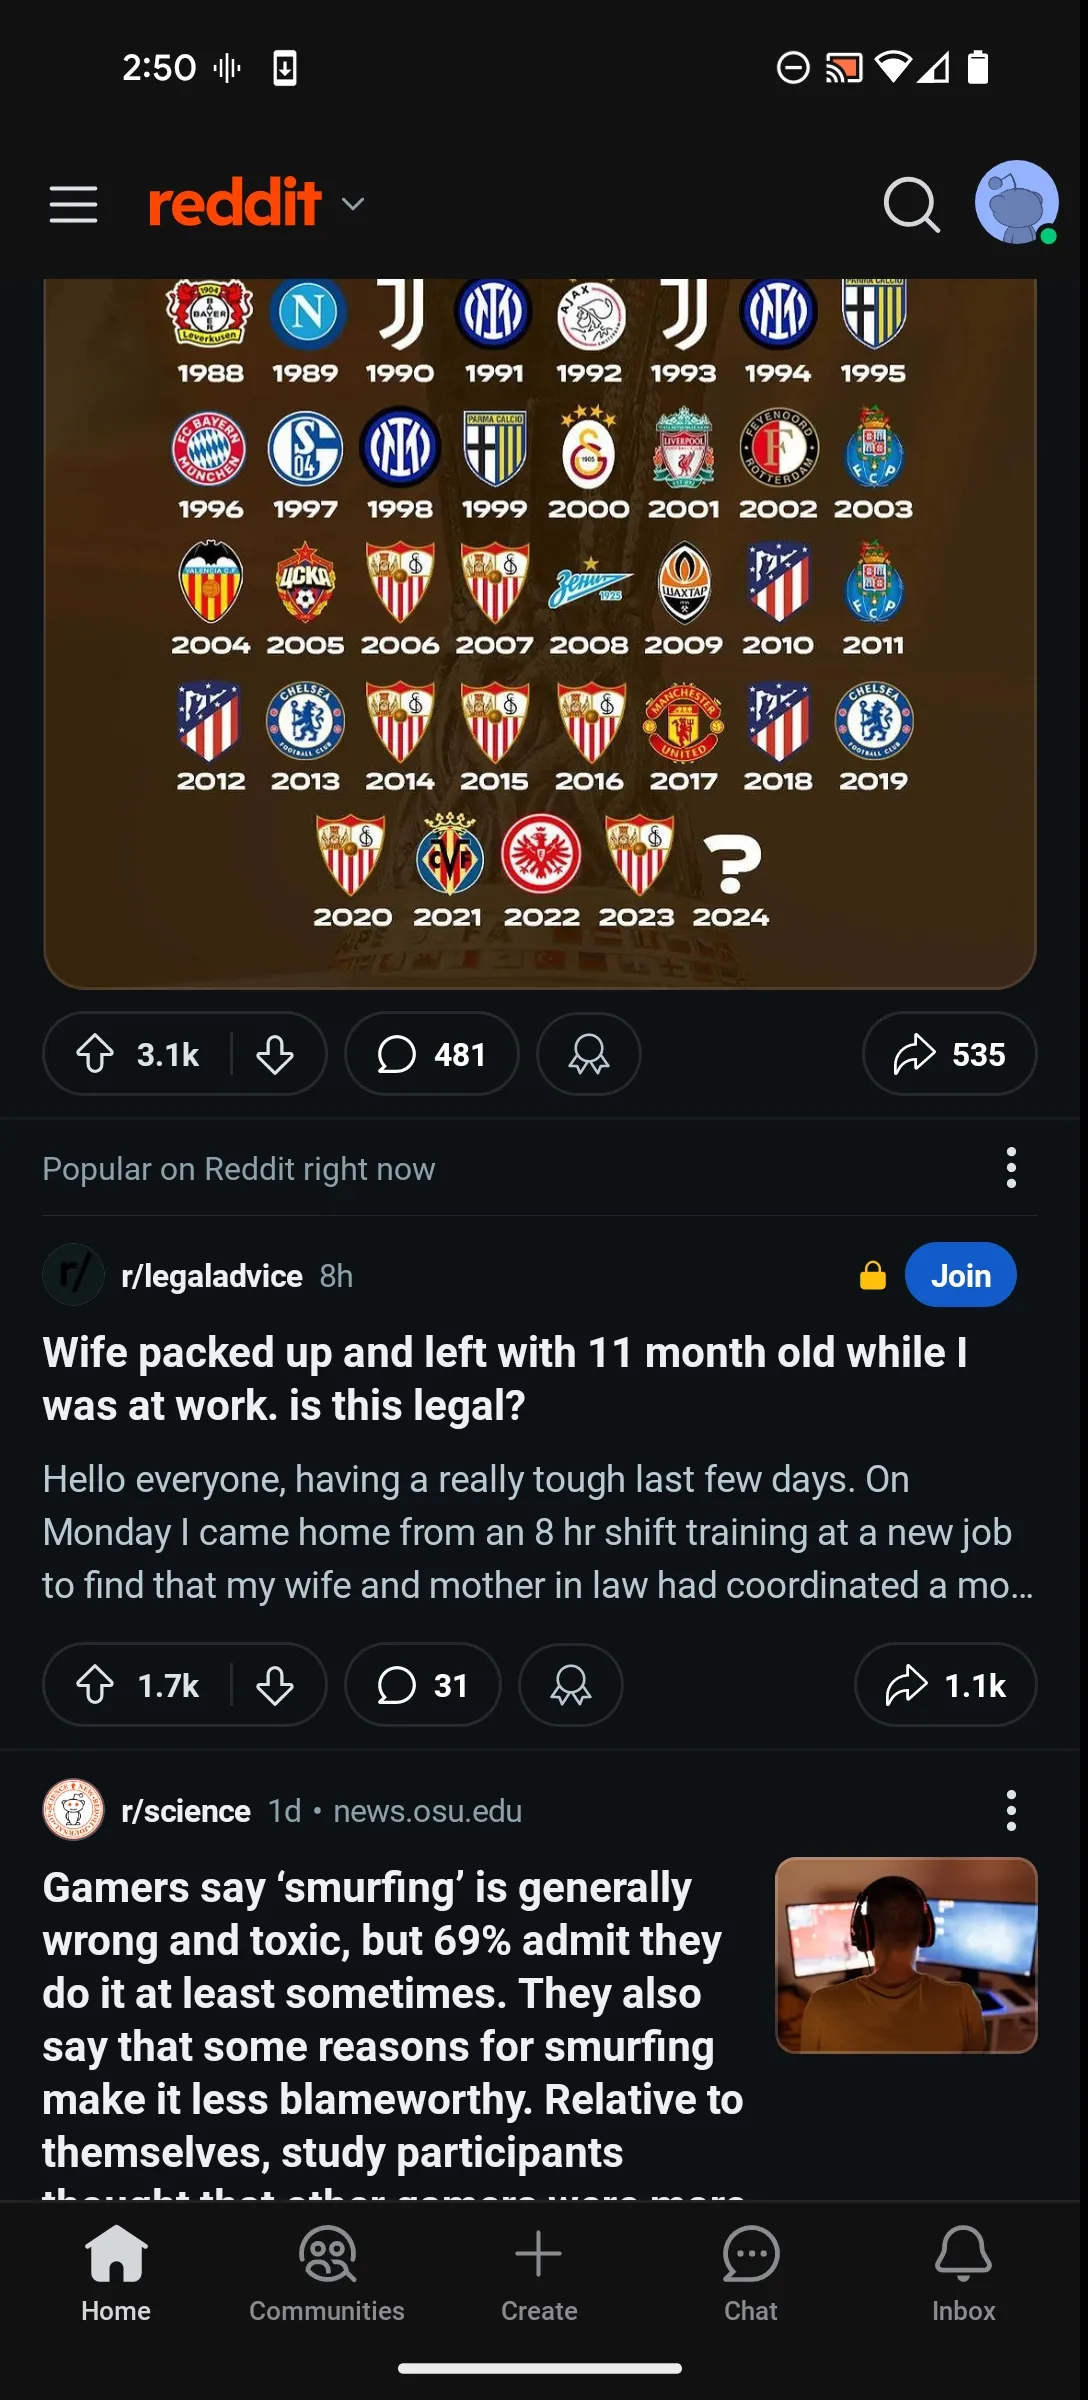 2:50
reddit
1988 1989 1990 1991 1992 1993 1994 1995
1996 1997 1998 1999 2000 2001 2002 2003
2004 2005 2006 2007 2008 2009 2010 2011
2012 2013 2014 2015 2016 2017 2018 2019
2020 2021 2022 2023 2024
?
3.1k 481 535
Popular on Reddit right now
r/
r/legaladvice 8h Join
Wife packed up and left with 11 month old while I
was at work. is this legal?
Hello everyone, having a really tough last few days. On
Monday I came home from an 8 hr shift training at a new job
to find that my wife and mother in law had coordinated a mo...
1.7k 31 1.1k
r/science 1d • news.osu.edu
Gamers say ‘smurfing’ is generally
wrong and toxic, but 69% admit they
do it at least sometimes. They also
say that some reasons for smurfing
make it less blameworthy. Relative to
themselves, study participants
thought that other gamers were more
Home Communities Create Chat Inbox